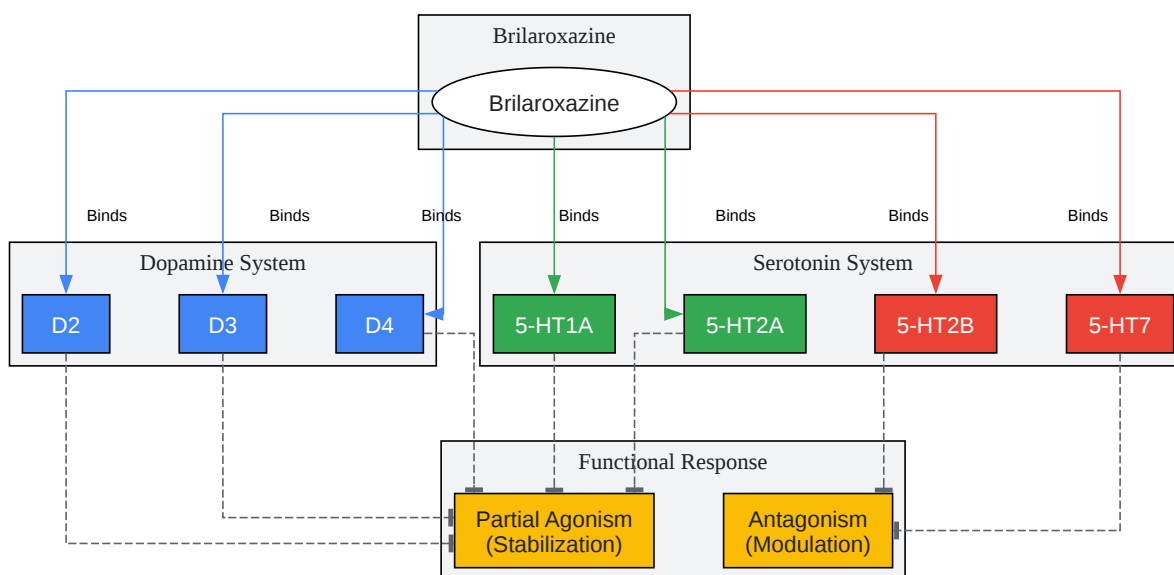 Brilaroxazine
Brilaroxazine
Binds
Binds
Binds
Binds
Binds
Binds
Binds
Dopamine System
Serotonin System
D2
D3
D4
5-HT1A
5-HT2A
5-HT2B
5-HT7
Functional Response
Partial Agonism
(Stabilization)
Antagonism
(Modulation)